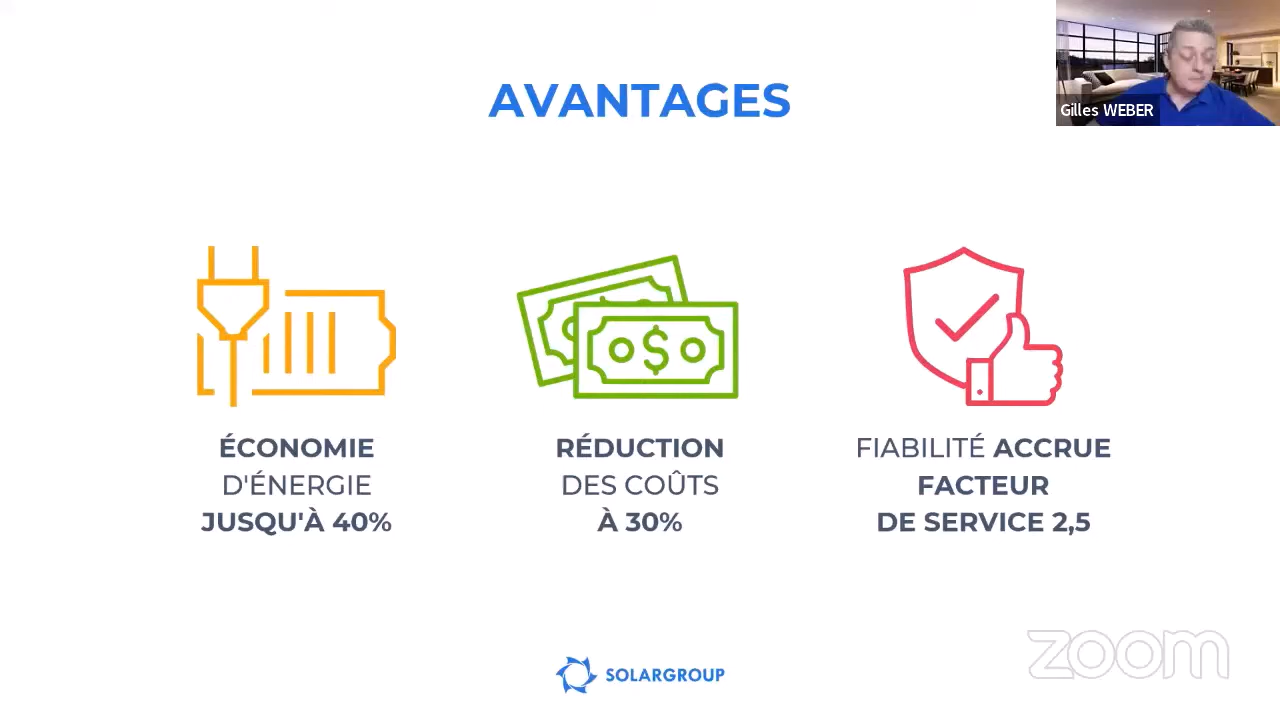 AVANTAGES
Gilles WEBER
$
ÉCONOMIE
D'ÉNERGIE
JUSQU'À 40%
RÉDUCTION
DES COÛTS
À 30%
FIABILITÉ ACCRUE
FACTEUR
DE SERVICE 2,5
SOLARGROUP
zoom